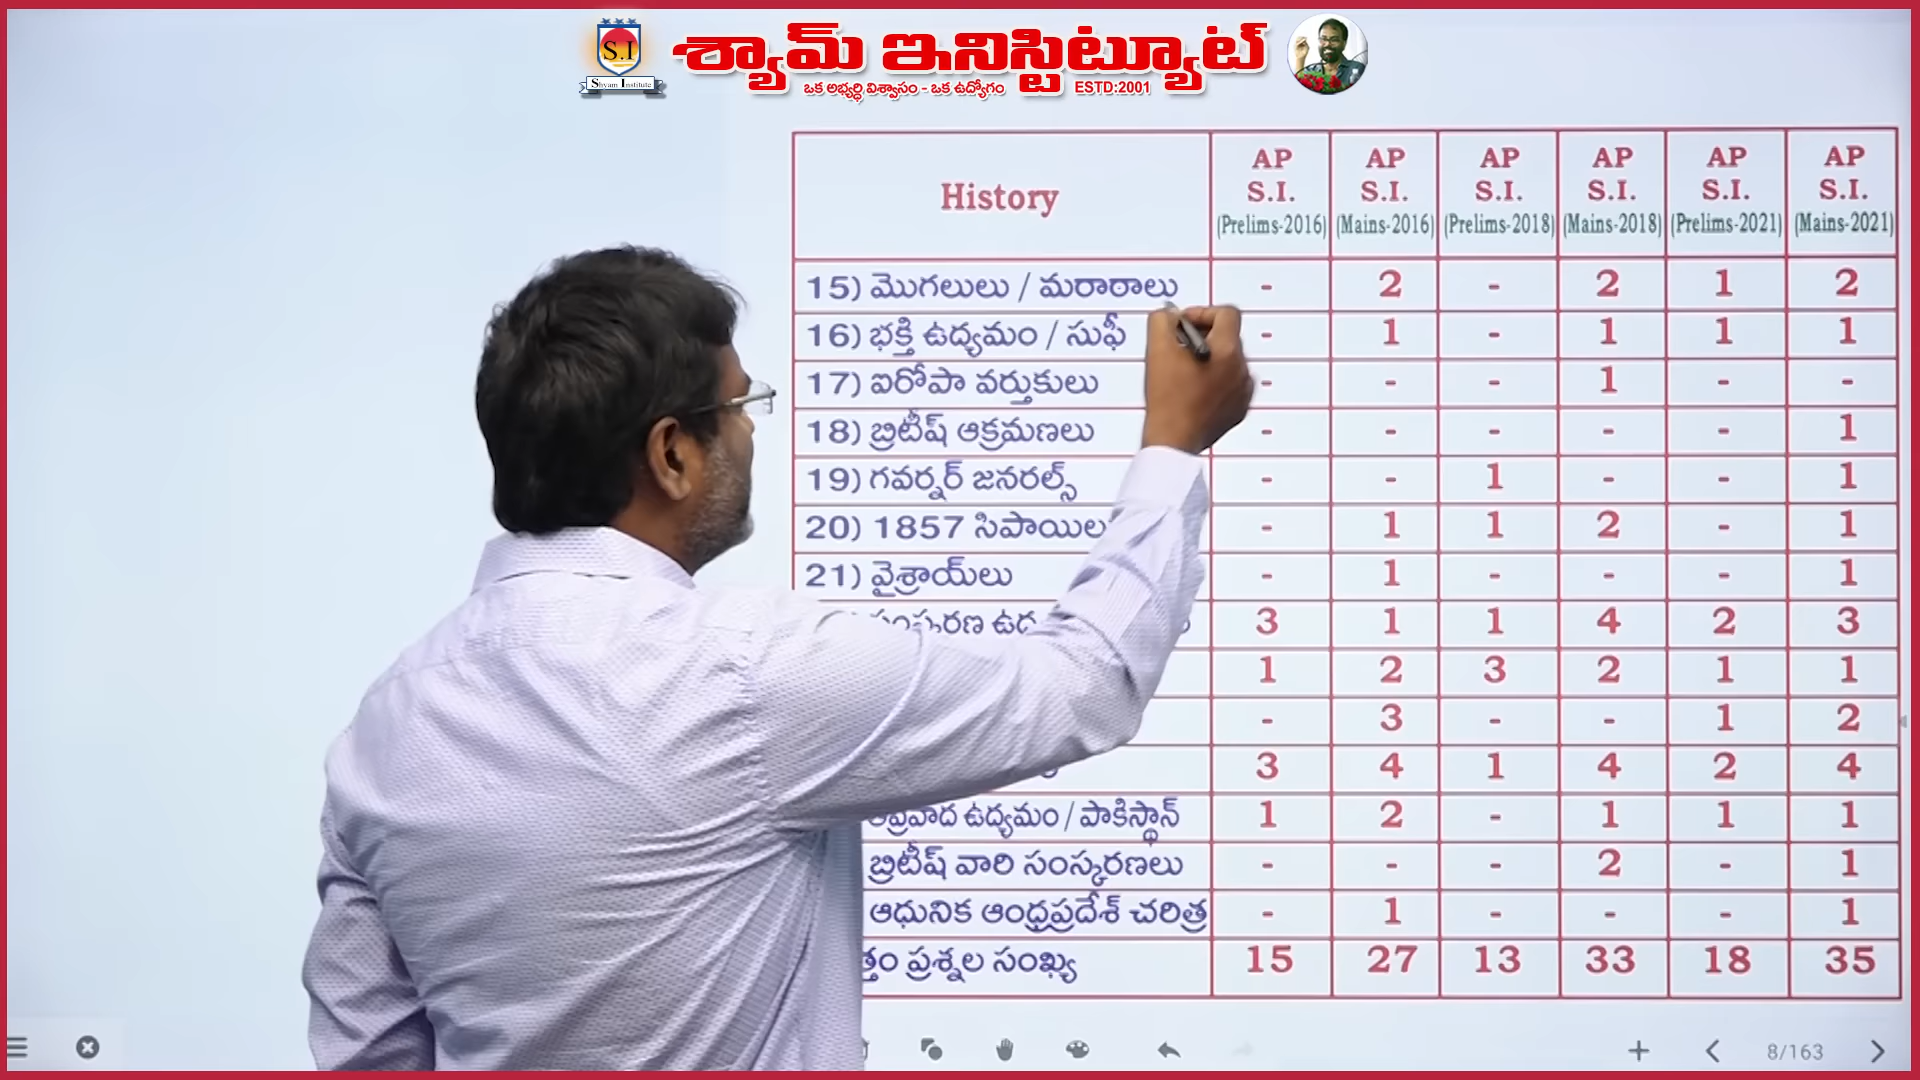 S.I
Shyam Institute
శ్యామ్ ఇనిస్టిట్యూట్
ఒక అభ్యర్థి విశ్వాసం - ఒక ఉద్యోగం ESTD:2001
History AP S.I. (Prelims-2016) AP S.I. (Mains-2016) AP S.I. (Prelims-2018) AP S.I. (Mains-2018) AP S.I. (Prelims-2021) AP S.I. (Mains-2021)
15) మొగలులు / మరాఠాలు - 2 - 2 1 2
16) భక్తి ఉద్యమం / సుఫీ - 1 - 1 1 1
17) ఐరోపా వర్తుకులు - - - 1 - -
18) బ్రిటీష్ ఆక్రమణలు - - - - - 1
19) గవర్నర్ జనరల్స్ - - 1 - - 1
20) 1857 - 1 1 2 - 1
21) వైశ్రాయ్‌లు - 1 - - - 1
3 1 1 4 2 3
1 2 3 2 1 1
- 3 - - 1 2
3 4 1 4 2 4
ఉద్యమం / పాకిస్థాన్ 1 2 - 1 1 1
బ్రిటీష్ వారి సంస్కరణలు - - - 2 - 1
ఆధునిక ఆంధ్రప్రదేశ్ చరిత్ర - 1 - - - 1
ప్రశ్నల సంఖ్య 15 27 13 33 18 35
8/163